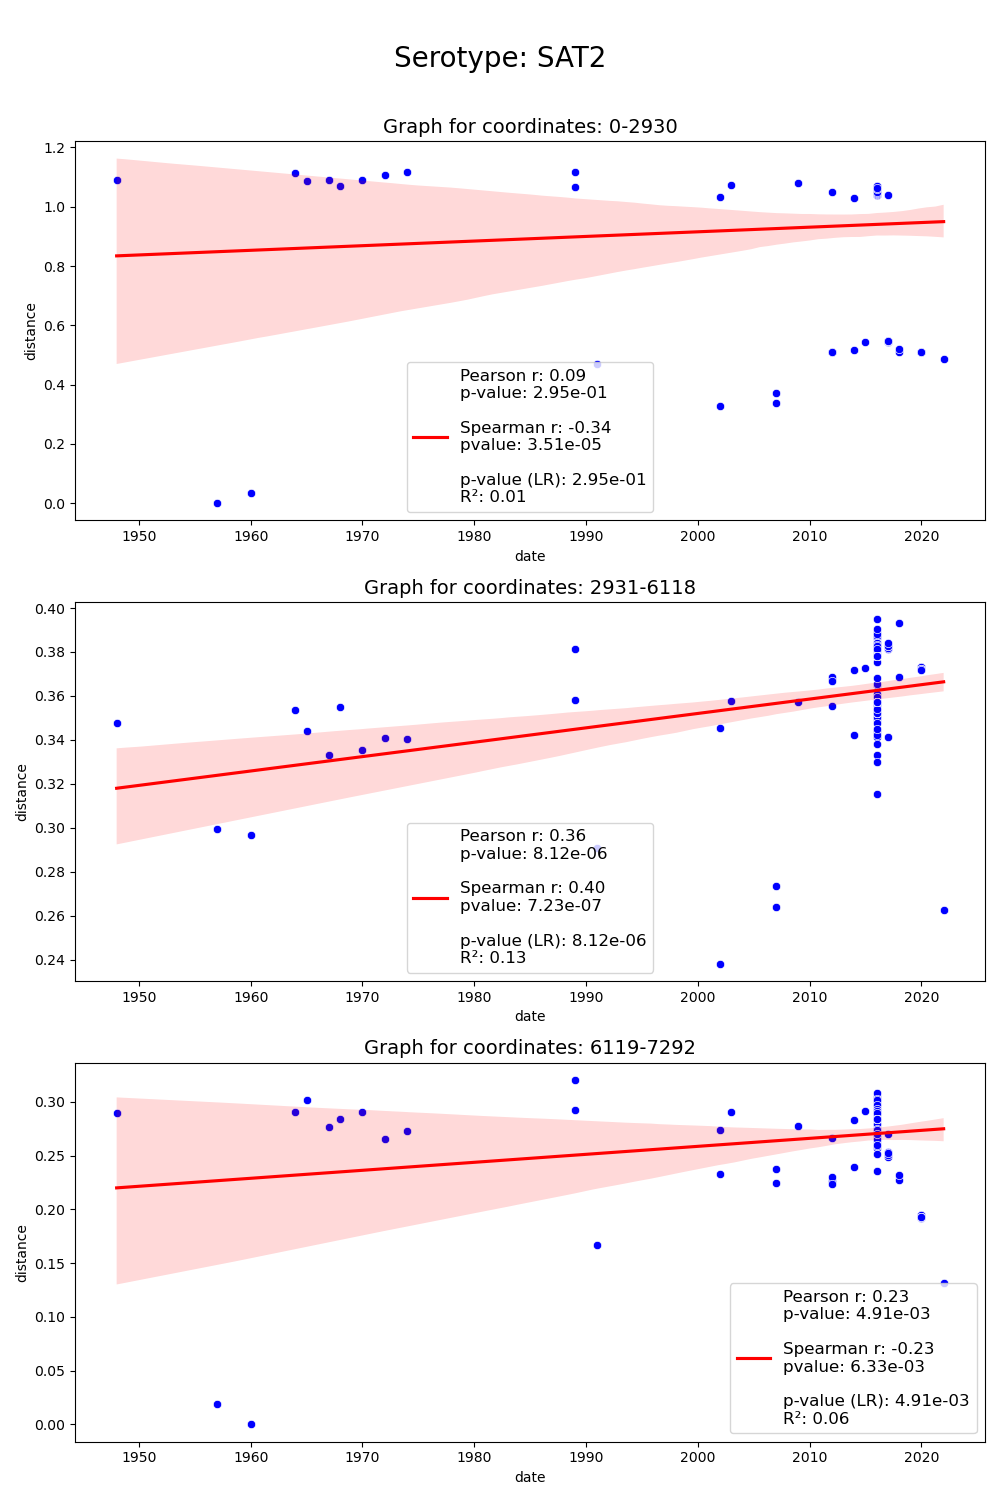 Serotype: SAT2
Graph for coordinates: 0-2930
1.2
1.0
0.8
0.6
0.4
0.2
0.0
distance
Pearson r: 0.09
p-value: 2.95e-01
Spearman r: -0.34
pvalue: 3.51e-05
p-value (LR): 2.95e-01
R²: 0.01
1950 1960 1970 1980 1990 2000 2010 2020
date
Graph for coordinates: 2931-6118
0.40
0.38
0.36
0.34
0.32
0.30
0.28
0.26
0.24
distance
Pearson r: 0.36
p-value: 8.12e-06
Spearman r: 0.40
pvalue: 7.23e-07
p-value (LR): 8.12e-06
R²: 0.13
1950 1960 1970 1980 1990 2000 2010 2020
date
Graph for coordinates: 6119-7292
0.30
0.25
0.20
0.15
0.10
0.05
0.00
distance
Pearson r: 0.23
p-value: 4.91e-03
Spearman r: -0.23
pvalue: 6.33e-03
p-value (LR): 4.91e-03
R²: 0.06
1950 1960 1970 1980 1990 2000 2010 2020
date